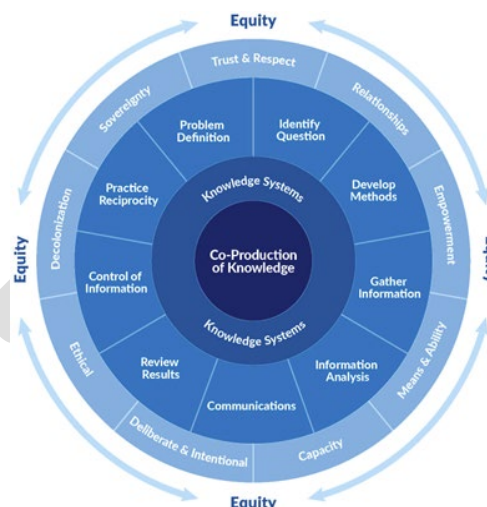 Equity
Trust & Respect
Relationships
Empowerment
Means & Ability
Capacity
Deliberate & Intentional
Ethical
Decolonization
Sovereignty
Equity
Equity
Problem
Definition
Identify
Question
Develop
Methods
Gather
Information
Information
Analysis
Communications
Review
Results
Control of
Information
Practice
Reciprocity
Knowledge Systems
Co-Production
of Knowledge
Knowledge Systems